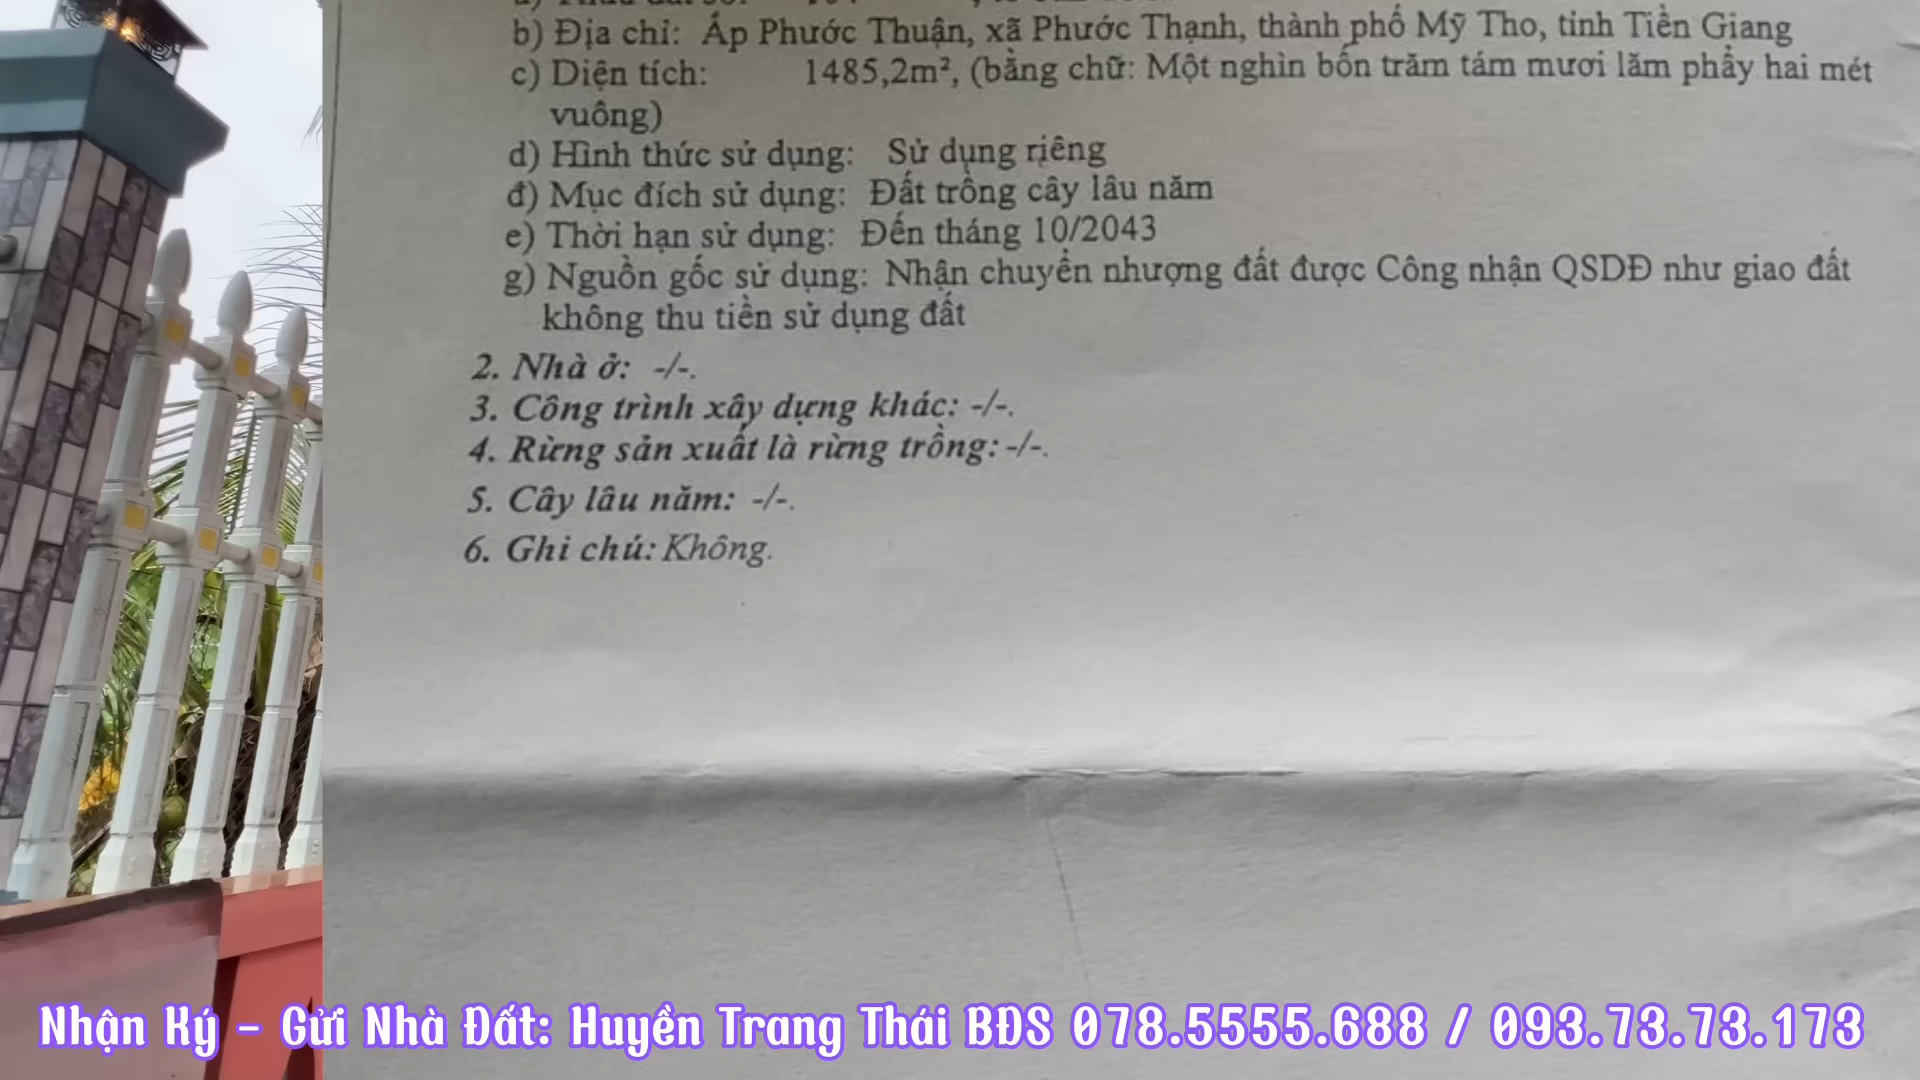 b) Địa chỉ: Ấp Phước Thuận, xã Phước Thạnh, thành phố Mỹ Tho, tỉnh Tiền Giang
c) Diện tích: 1485,2m², (bằng chữ: Một nghìn bốn trăm tám mươi lăm phẩy hai mét
vuông)
d) Hình thức sử dụng: Sử dụng riêng
đ) Mục đích sử dụng: Đất trồng cây lâu năm
e) Thời hạn sử dụng: Đến tháng 10/2043
g) Nguồn gốc sử dụng: Nhận chuyển nhượng đất được Công nhận QSDĐ như giao đất
không thu tiền sử dụng đất
2. Nhà ở: -/-.
3. Công trình xây dựng khác: -/-.
4. Rừng sản xuất là rừng trồng: -/-.
5. Cây lâu năm: -/-.
6. Ghi chú: Không.
Nhận Ký - Gửi Nhà Đất: Huyền Trang Thái BĐS 078.5555.688 / 093.73.73.173